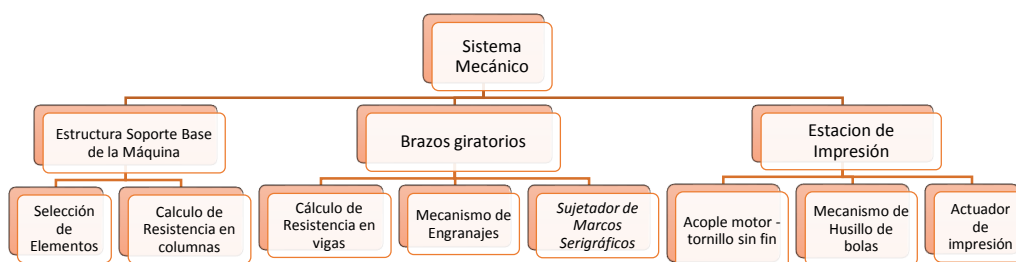 Sistema
Mecánico
Estructura Soporte Base
de la Máquina
Brazos giratorios
Estacion de
Impresión
Selección
de
Elementos
Calculo de
Resistencia en
columnas
Cálculo de
Resistencia en
vigas
Mecanismo de
Engranajes
Sujetador de
Marcos
Serigráficos
Acople motor -
tornillo sin fin
Mecanismo de
Husillo de
bolas
Actuador
de
impresión